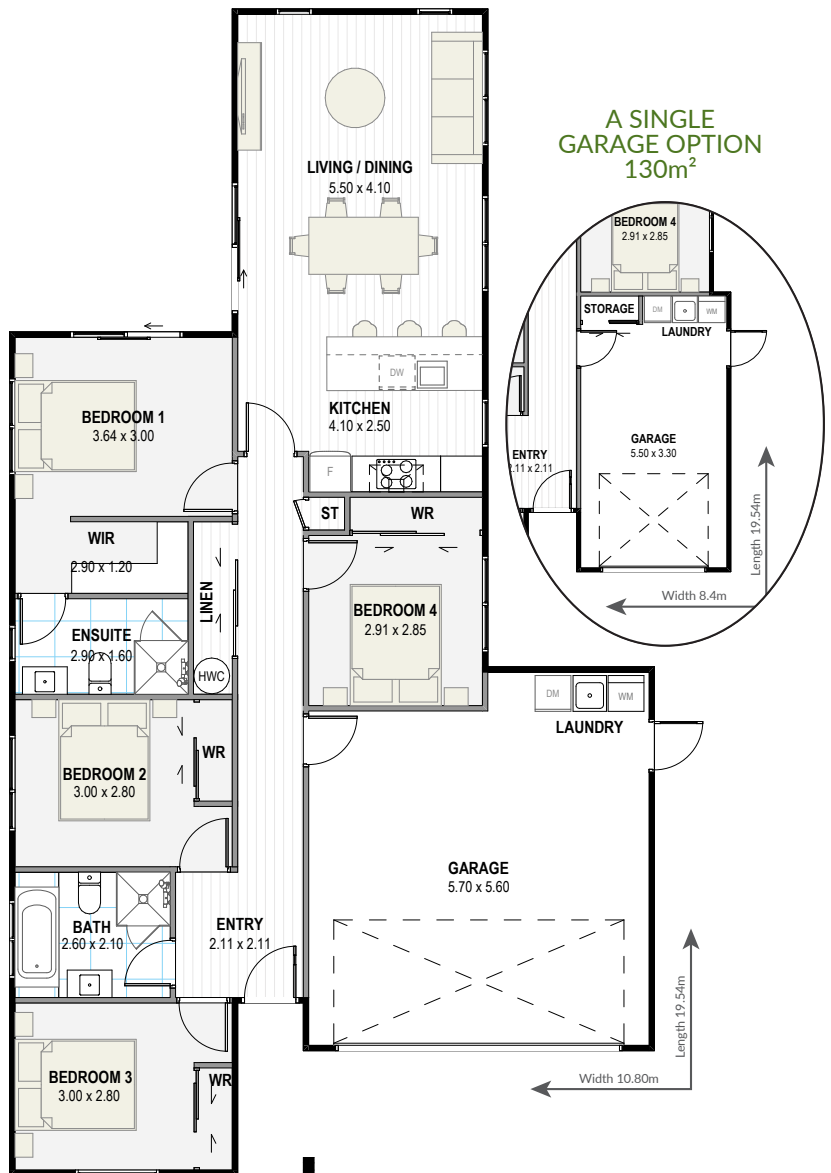 A SINGLE
GARAGE OPTION
130m²
LIVING / DINING
5.50 x 4.10
DW
KITCHEN
4.10 x 2.50
F
ST
WR
BEDROOM 1
3.64 x 3.00
WIR
2.90 x 1.20
LINEN
HWC
ENSUITE
2.90 x 1.60
BEDROOM 4
2.91 x 2.85
BEDROOM 2
3.00 x 2.80
WR
BATH
2.60 x 2.10
ENTRY
2.11 x 2.11
BEDROOM 3
3.00 x 2.80
WR
DM
WM
LAUNDRY
GARAGE
5.70 x 5.60
Length 19.54m
Width 10.80m
BEDROOM 4
2.91 x 2.85
STORAGE
DM
WM
LAUNDRY
GARAGE
5.50 x 3.30
ENTRY
2.11 x 2.11
Length 19.54m
Width 8.4m